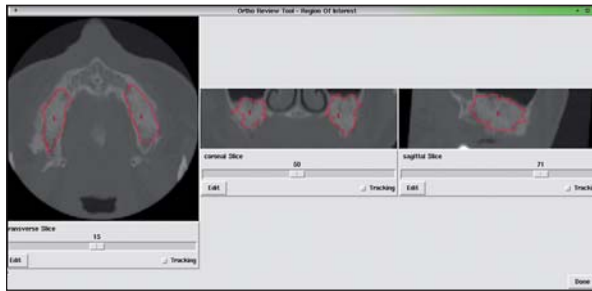 Ortho Review Tool - Region Of Interest
coronal Slice
50
Edit
Tracking
sagittal Slice
71
Edit
Tracki
ransverse Slice
15
Edit
Tracking
Done